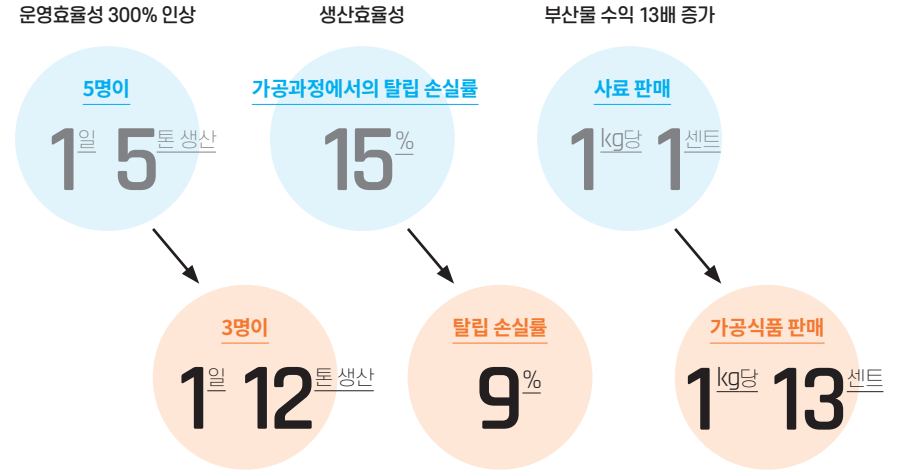 운영효율성 300% 인상
5명이
1일 5톤 생산
3명이
1일 12톤 생산
생산효율성
가공과정에서의 탈립 손실률
15%
탈립 손실률
9%
부산물 수익 13배 증가
사료 판매
1kg당 1센트
가공식품 판매
1kg당 13센트